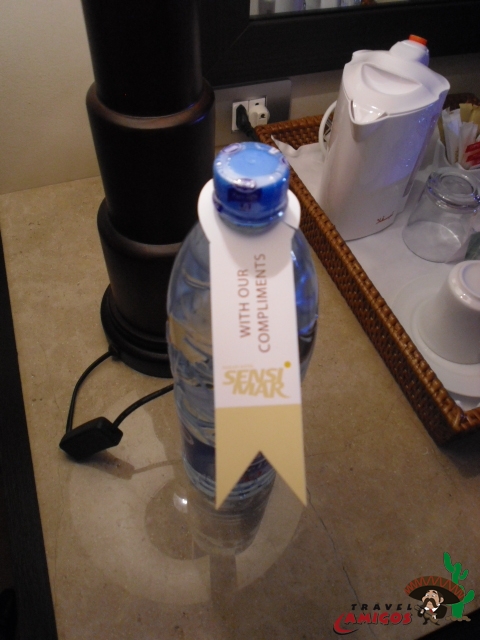 WITH OUR
COMPLIMENTS
SENSI
MAR
TRAVEL
AMIGOS